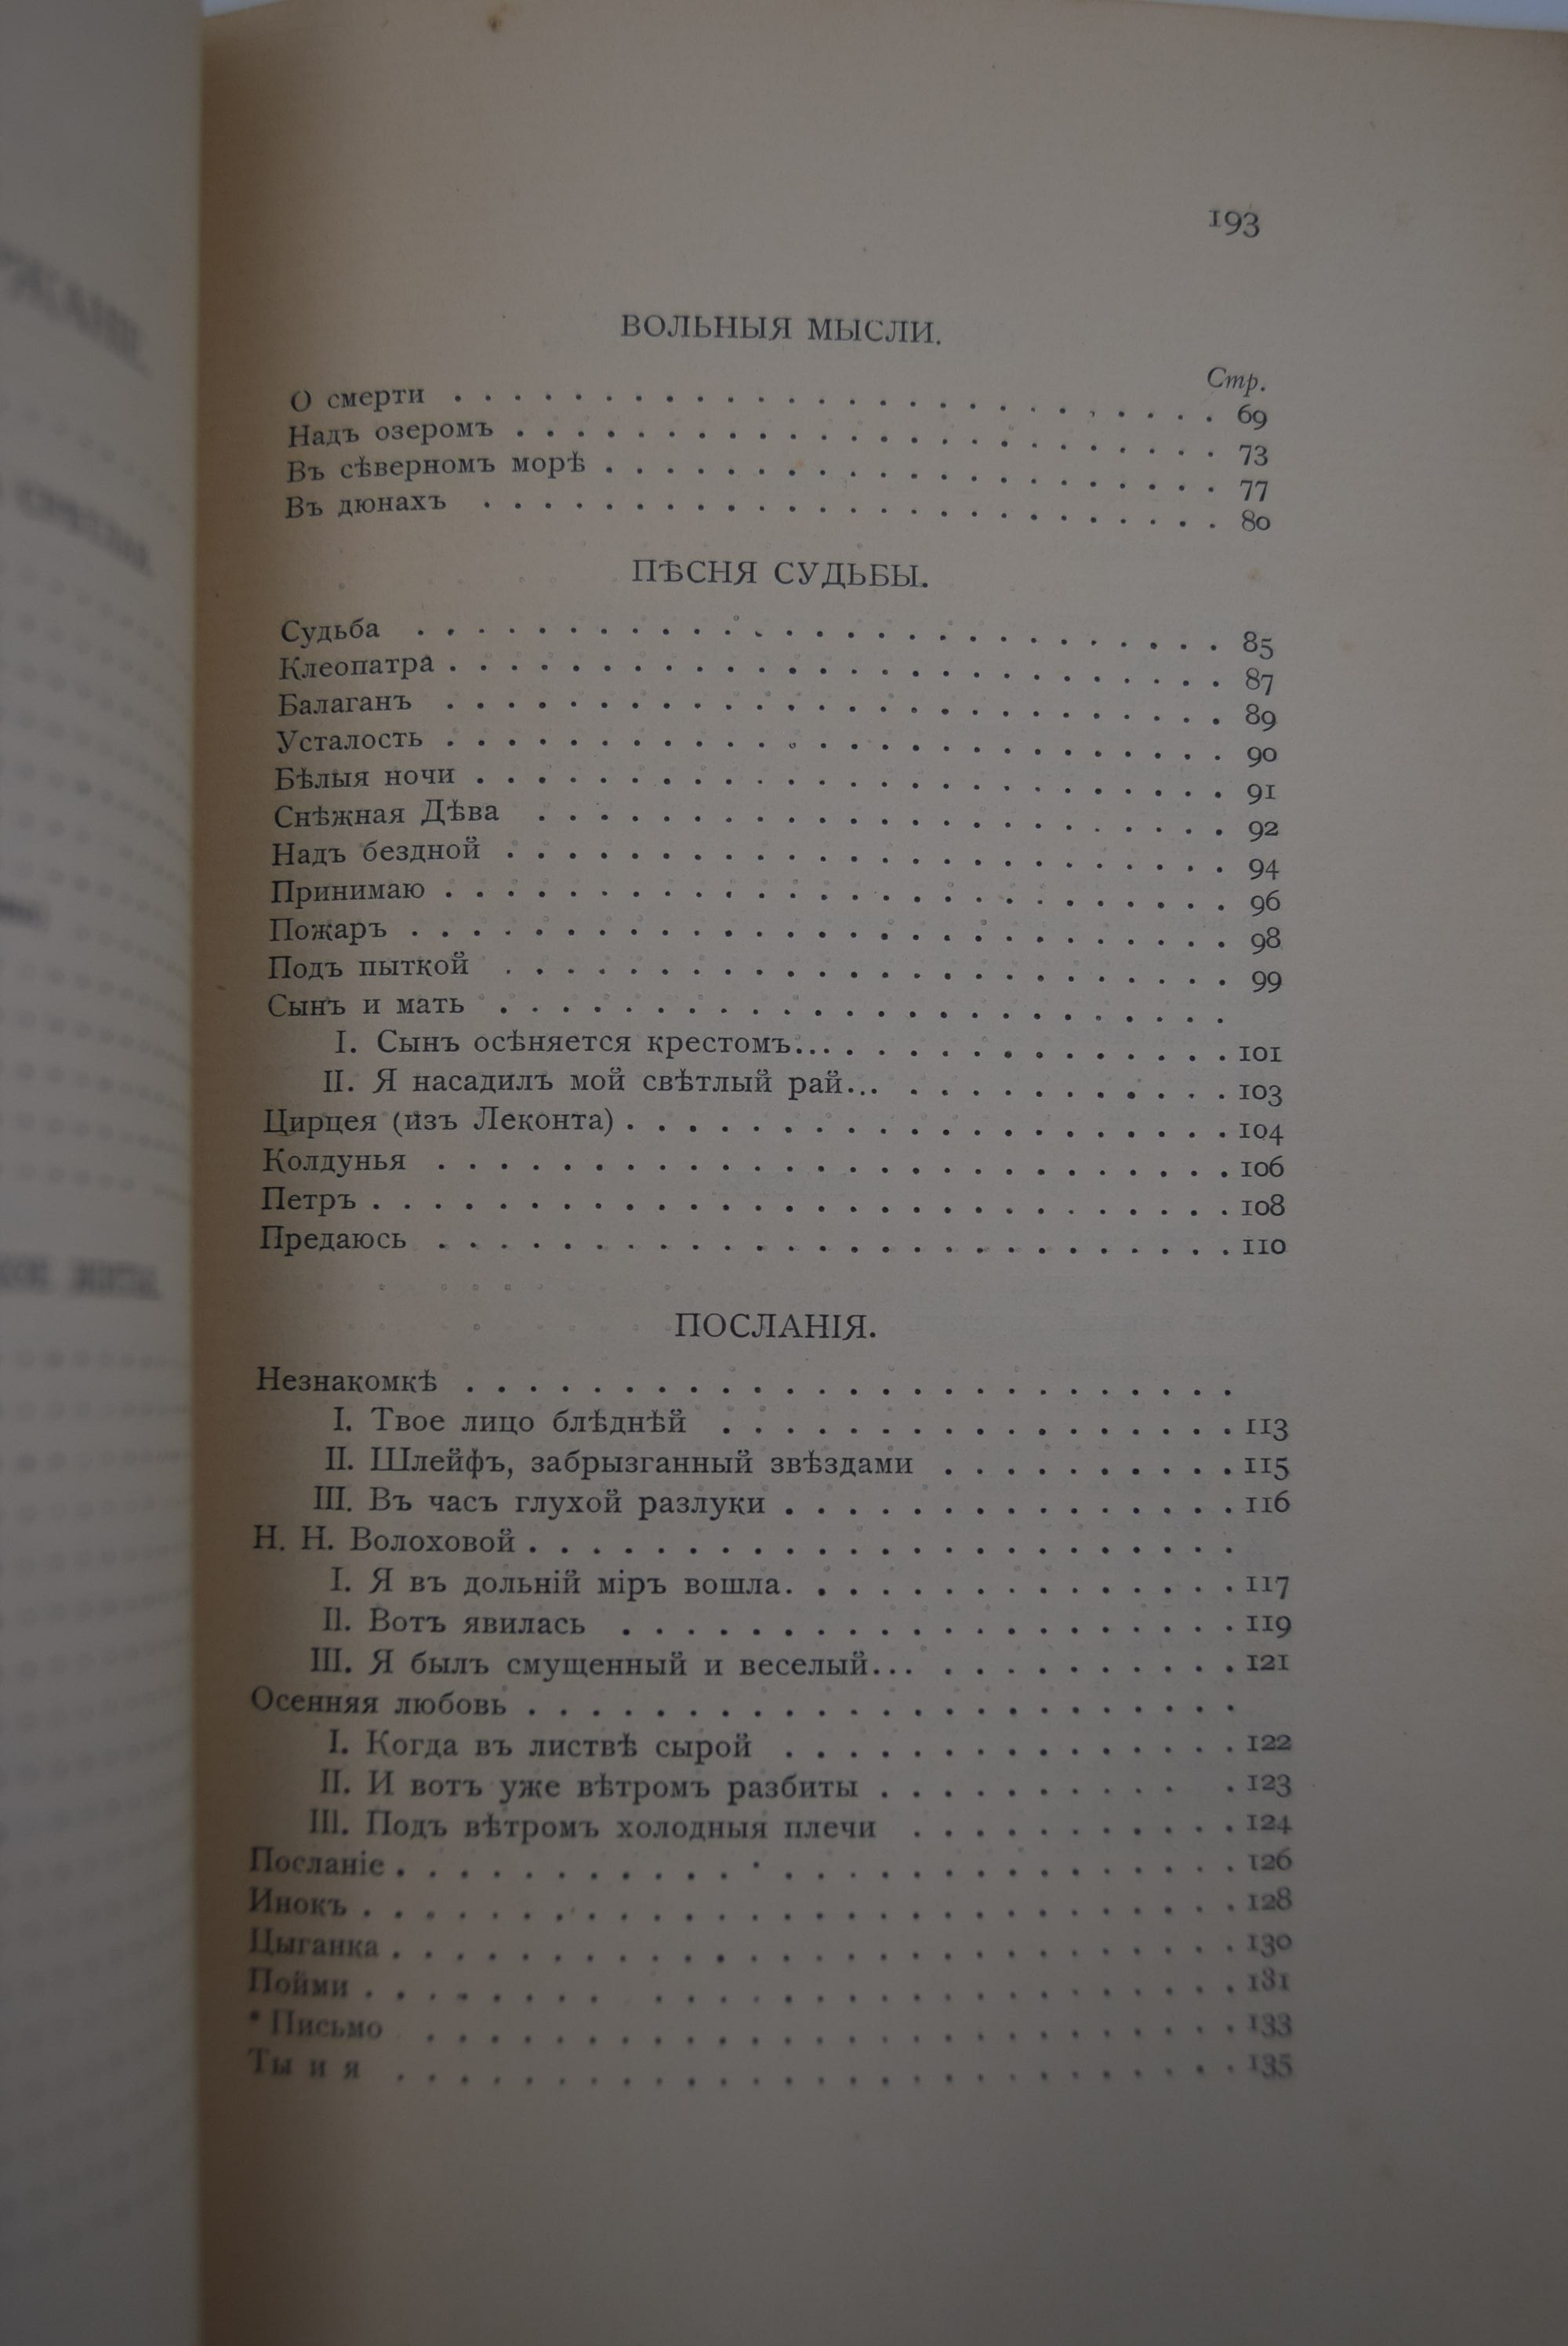 193
ВОЛЬНЫЯ МЫСЛИ.
Стр.
О смерти . . . . . . . . . . . . . . . . . . . . . . . . . . 69
Надъ озеромъ . . . . . . . . . . . . . . . . . . . . . . . . 73
Въ сѣверномъ морѣ . . . . . . . . . . . . . . . . . . . . . 77
Въ дюнахъ . . . . . . . . . . . . . . . . . . . . . . . . . 80
ПѢСНЯ СУДЬБЫ.
Судьба . . . . . . . . . . . . . . . . . . . . . . . . . . . 85
Клеопатра . . . . . . . . . . . . . . . . . . . . . . . . . . 87
Балаганъ . . . . . . . . . . . . . . . . . . . . . . . . . . 89
Усталость . . . . . . . . . . . . . . . . . . . . . . . . . . 90
Бѣлыя ночи . . . . . . . . . . . . . . . . . . . . . . . . . 91
Снѣжная Дѣва . . . . . . . . . . . . . . . . . . . . . . . 92
Надъ бездной . . . . . . . . . . . . . . . . . . . . . . . . 94
Принимаю . . . . . . . . . . . . . . . . . . . . . . . . . . 96
Пожаръ . . . . . . . . . . . . . . . . . . . . . . . . . . . 98
Подъ пыткой . . . . . . . . . . . . . . . . . . . . . . . . 99
Сынъ и мать . . . . . . . . . . . . . . . . . . . . . . . .
I. Сынъ осѣняется крестомъ... . . . . . . . . . . . . . . 101
II. Я насадилъ мой свѣтлый рай... . . . . . . . . . . . 103
Цирцея (изъ Леконта) . . . . . . . . . . . . . . . . . . . . 104
Колдунья . . . . . . . . . . . . . . . . . . . . . . . . . . 106
Петръ . . . . . . . . . . . . . . . . . . . . . . . . . . . . 108
Предаюсь . . . . . . . . . . . . . . . . . . . . . . . . . . 110
ПОСЛАНІЯ.
Незнакомкѣ . . . . . . . . . . . . . . . . . . . . . . . . .
I. Твое лицо блѣднѣй . . . . . . . . . . . . . . . . . 113
II. Шлейфъ, забрызганный звѣздами . . . . . . . . . . 115
III. Въ часъ глухой разлуки . . . . . . . . . . . . . . . 116
Н. Н. Волоховой . . . . . . . . . . . . . . . . . . . . . . .
I. Я въ дольній міръ вошла. . . . . . . . . . . . . . . 117
II. Вотъ явилась . . . . . . . . . . . . . . . . . . . . 119
III. Я былъ смущенный и веселый... . . . . . . . . . . 121
Осенняя любовь . . . . . . . . . . . . . . . . . . . . . . .
I. Когда въ листвѣ сырой . . . . . . . . . . . . . . . 122
II. И вотъ уже вѣтромъ разбиты . . . . . . . . . . . 123
III. Подъ вѣтромъ холодныя плечи . . . . . . . . . . . 124
Посланіе . . . . . . . . . . . . . . . . . . . . . . . . . . . 126
Инокъ . . . . . . . . . . . . . . . . . . . . . . . . . . . . 128
Цыганка . . . . . . . . . . . . . . . . . . . . . . . . . . . 130
Пойми . . . . . . . . . . . . . . . . . . . . . . . . . . . 131
* Письмо . . . . . . . . . . . . . . . . . . . . . . . . . . 133
Ты и я . . . . . . . . . . . . . . . . . . . . . . . . . . . 135